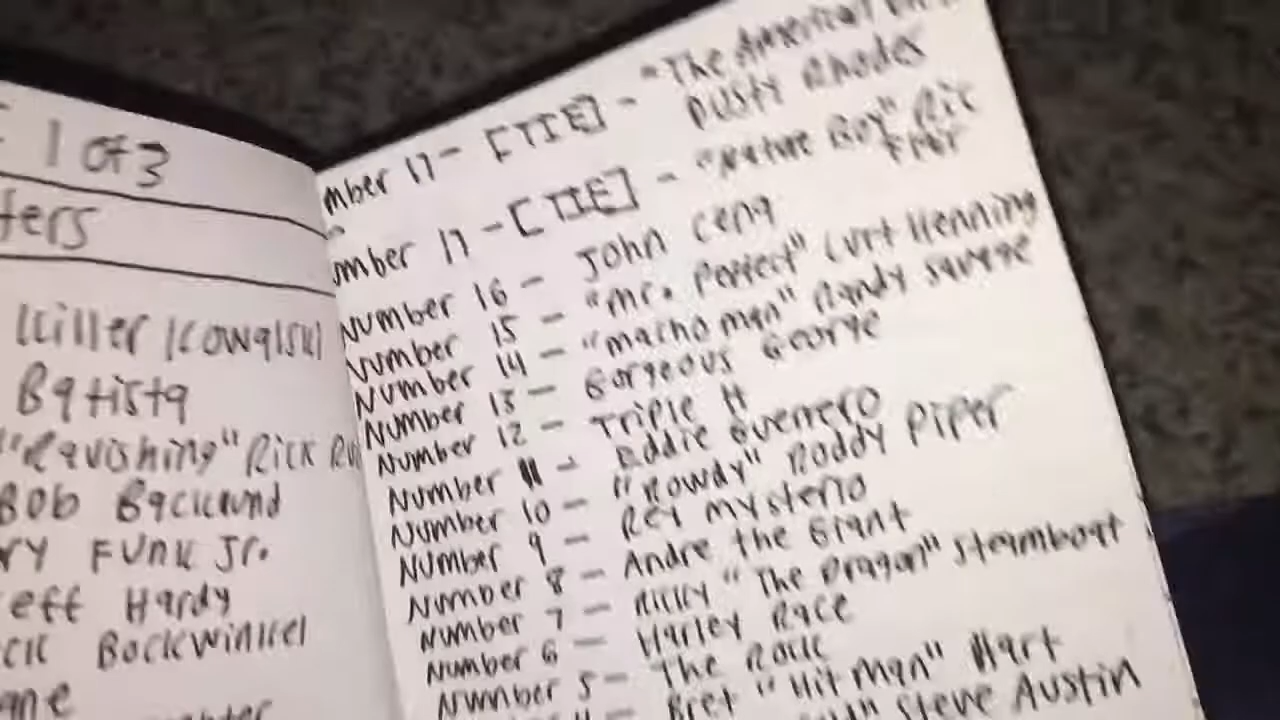 1 of 3
fers
Killer Kowalski
Batista
"Ravishing" Rick Ru
Bob Backlund
ry Funk Jr.
eff Hardy
ck Bockwinkel
ane
mber 17 - [TIE] - "The American
Dusty Rhodes
umber 17 - [TIE] - "Nature Boy" Ric
Flair
Number 16 - John Cena
Number 15 - "Mr. Perfect" Curt Henning
Number 14 - "macho man" Randy Savage
Number 13 - Gorgeous George
Number 12 - Triple H
Number 11 - Eddie Guerrero
Number 10 - "Rowdy" Roddy Piper
Number 9 - Rey Mysterio
Number 8 - Andre the Giant
Number 7 - Ricky "The Dragon" Steamboat
Number 6 - Harley Race
Number 5 - The Rock
Bret "Hit man" Hart
Steve Austin